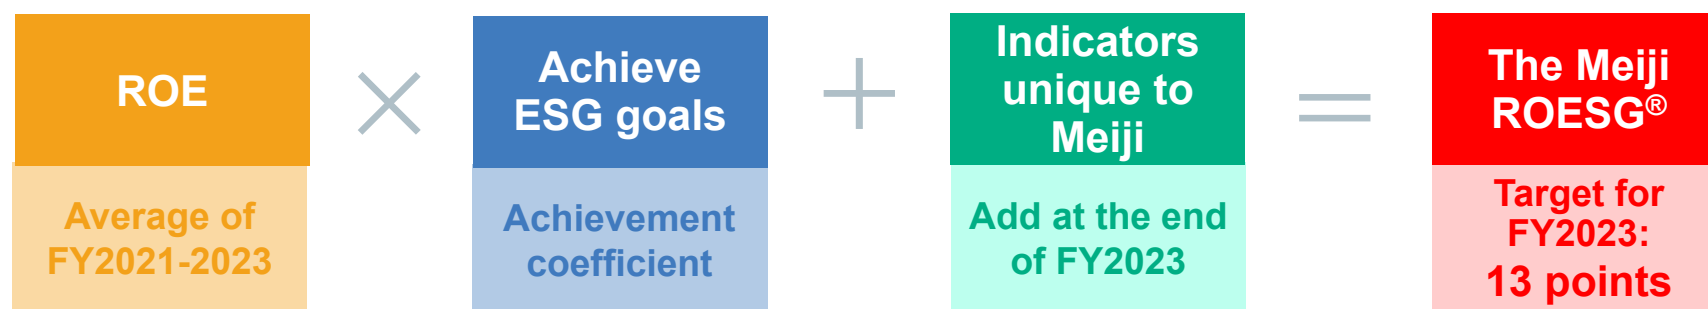 ROE
Average of
FY2021-2023
×
Achieve
ESG goals
Achievement
coefficient
+
Indicators
unique to
Meiji
Add at the end
of FY2023
=
The Meiji
ROESG®
Target for
FY2023:
13 points